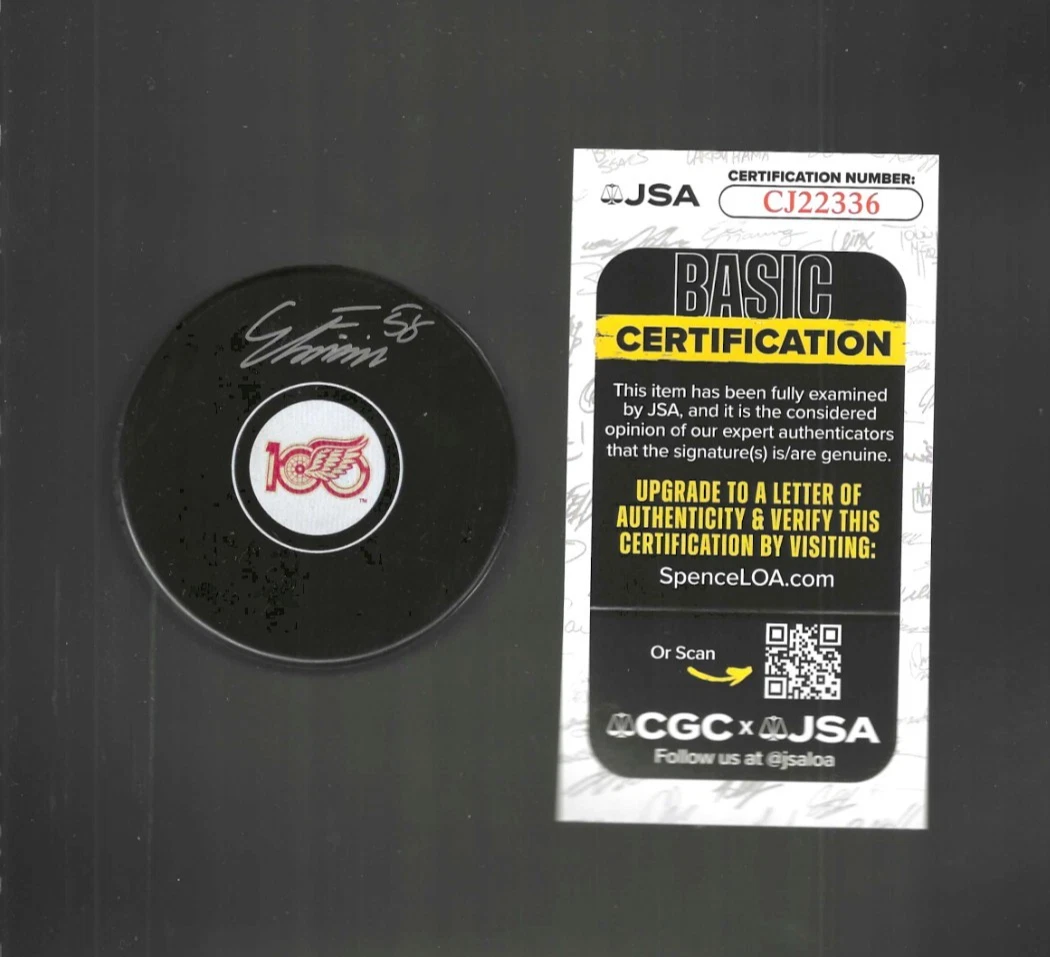 58
100
TM
JSA
CERTIFICATION NUMBER:
CJ22336
BASIC
CERTIFICATION
This item has been fully examined
by JSA, and it is the considered
opinion of our expert authenticators
that the signature(s) is/are genuine.
UPGRADE TO A LETTER OF
AUTHENTICITY & VERIFY THIS
CERTIFICATION BY VISITING:
SpenceLOA.com
Or Scan
CGC x JSA
Follow us at @jsaloa